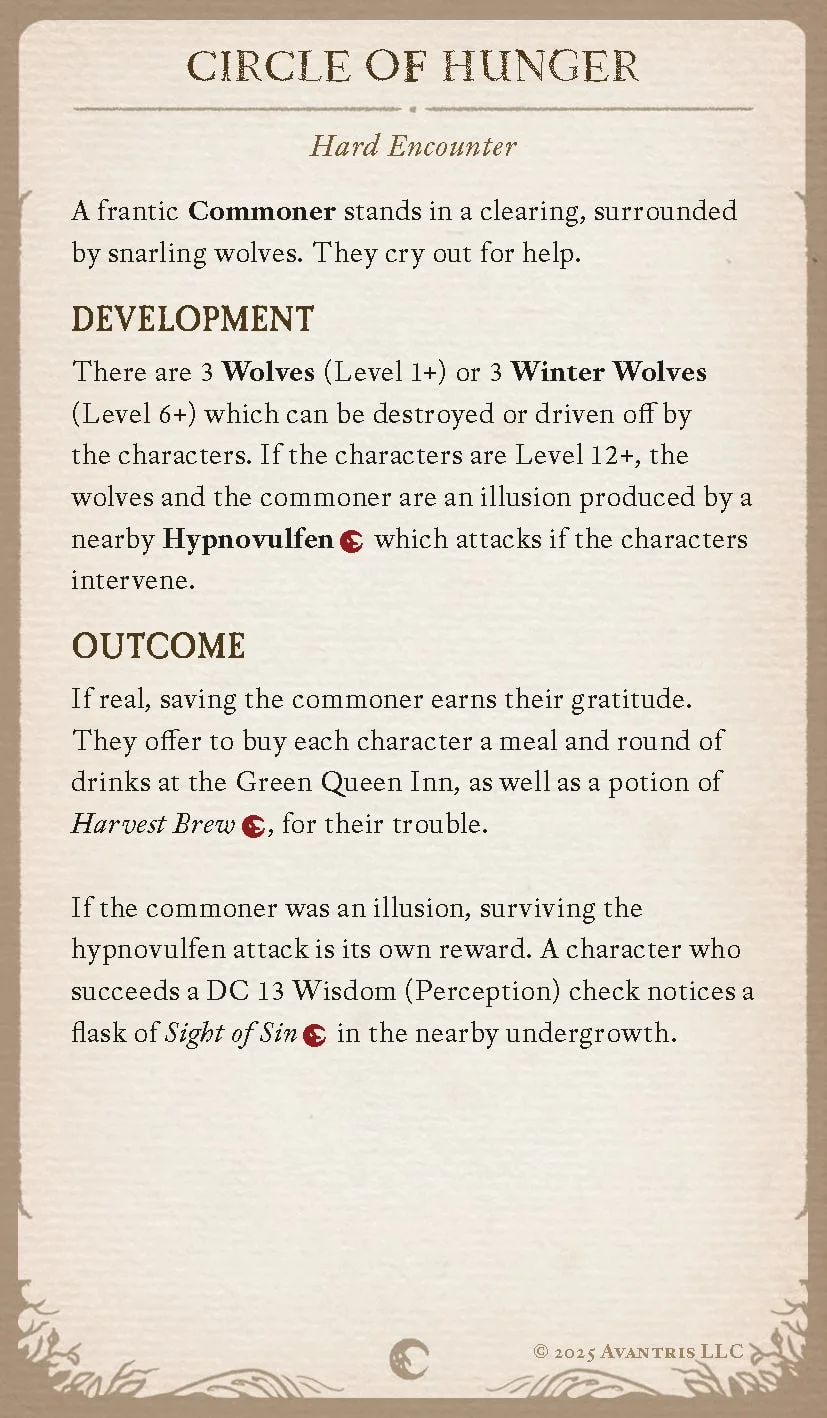 CIRCLE OF HUNGER
Hard Encounter
A frantic Commoner stands in a clearing, surrounded
by snarling wolves. They cry out for help.
DEVELOPMENT
There are 3 Wolves (Level 1+) or 3 Winter Wolves
(Level 6+) which can be destroyed or driven off by
the characters. If the characters are Level 12+, the
wolves and the commoner are an illusion produced by a
nearby Hypnovulfen which attacks if the characters
intervene.
OUTCOME
If real, saving the commoner earns their gratitude.
They offer to buy each character a meal and round of
drinks at the Green Queen Inn, as well as a potion of
Harvest Brew, for their trouble.
If the commoner was an illusion, surviving the
hypnovulfen attack is its own reward. A character who
succeeds a DC 13 Wisdom (Perception) check notices a
flask of Sight of Sin in the nearby undergrowth.
© 2025 AVANTRIS LLC